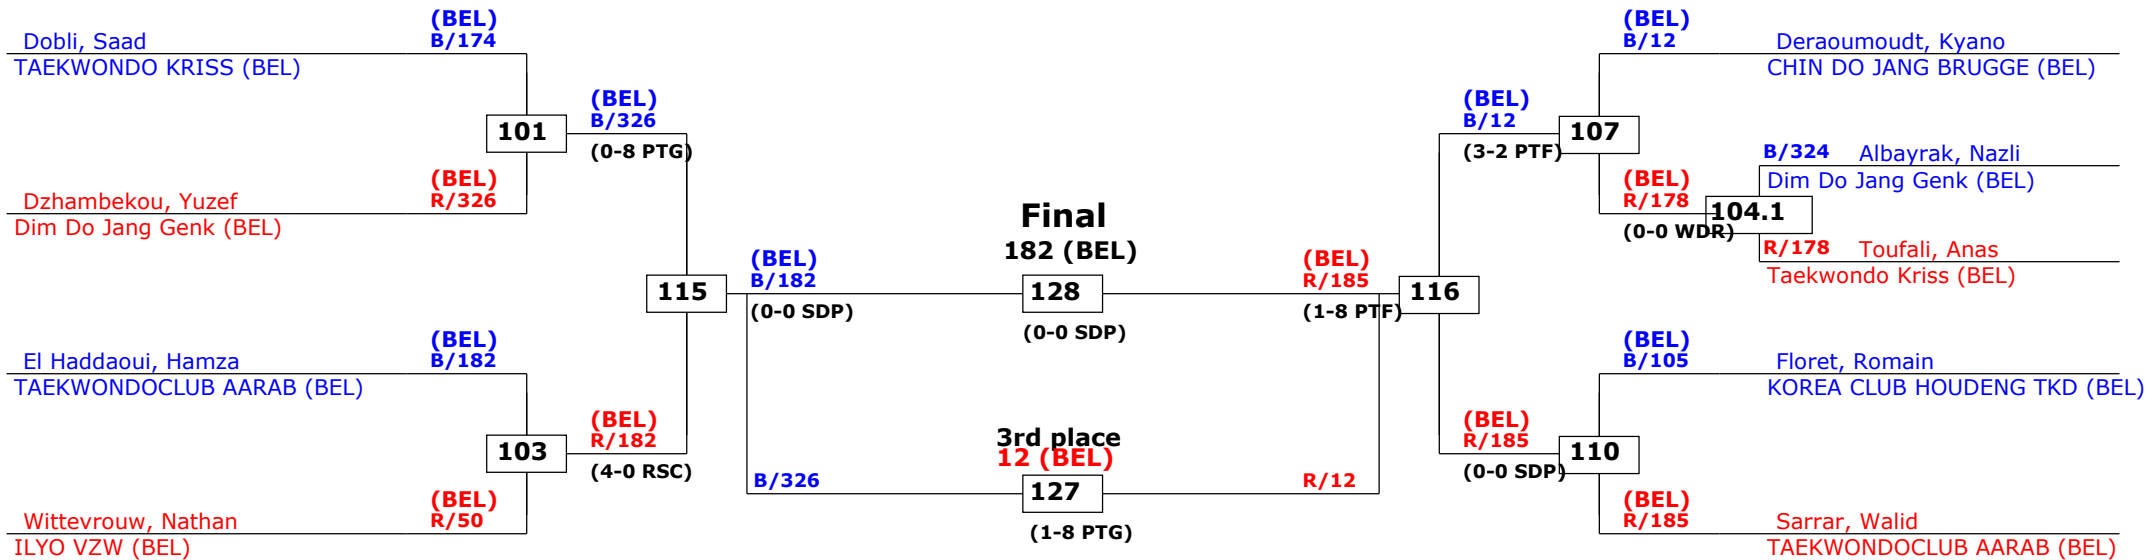 (BEL)
Dobli, Saad B/174
TAEKWONDO KRISS (BEL)
(BEL)
B/326
101
(0-8 PTG)
(BEL)
Dzhambekou, Yuzef R/326
Dim Do Jang Genk (BEL)
(BEL)
B/182
115
(0-0 SDP)
(BEL)
El Haddaoui, Hamza B/182
TAEKWONDOCLUB AARAB (BEL)
(BEL)
R/182
103
(4-0 RSC)
(BEL)
Wittevrouw, Nathan R/50
ILYO VZW (BEL)
Final
182 (BEL)
128
(0-0 SDP)
3rd place
12 (BEL)
B/326
127
R/12
(1-8 PTG)
(BEL)
B/12 Deraoumoudt, Kyano
CHIN DO JANG BRUGGE (BEL)
(BEL)
B/12
107
(3-2 PTF)
B/324 Albayrak, Nazli
Dim Do Jang Genk (BEL)
(BEL)
R/178
104.1
(0-0 WDR)
R/178 Toufali, Anas
Taekwondo Kriss (BEL)
(BEL)
R/185
116
(1-8 PTF)
(BEL)
B/105 Floret, Romain
KOREA CLUB HOUDENG TKD (BEL)
(BEL)
R/185
110
(0-0 SDP)
(BEL)
R/185 Sarrar, Walid
TAEKWONDOCLUB AARAB (BEL)